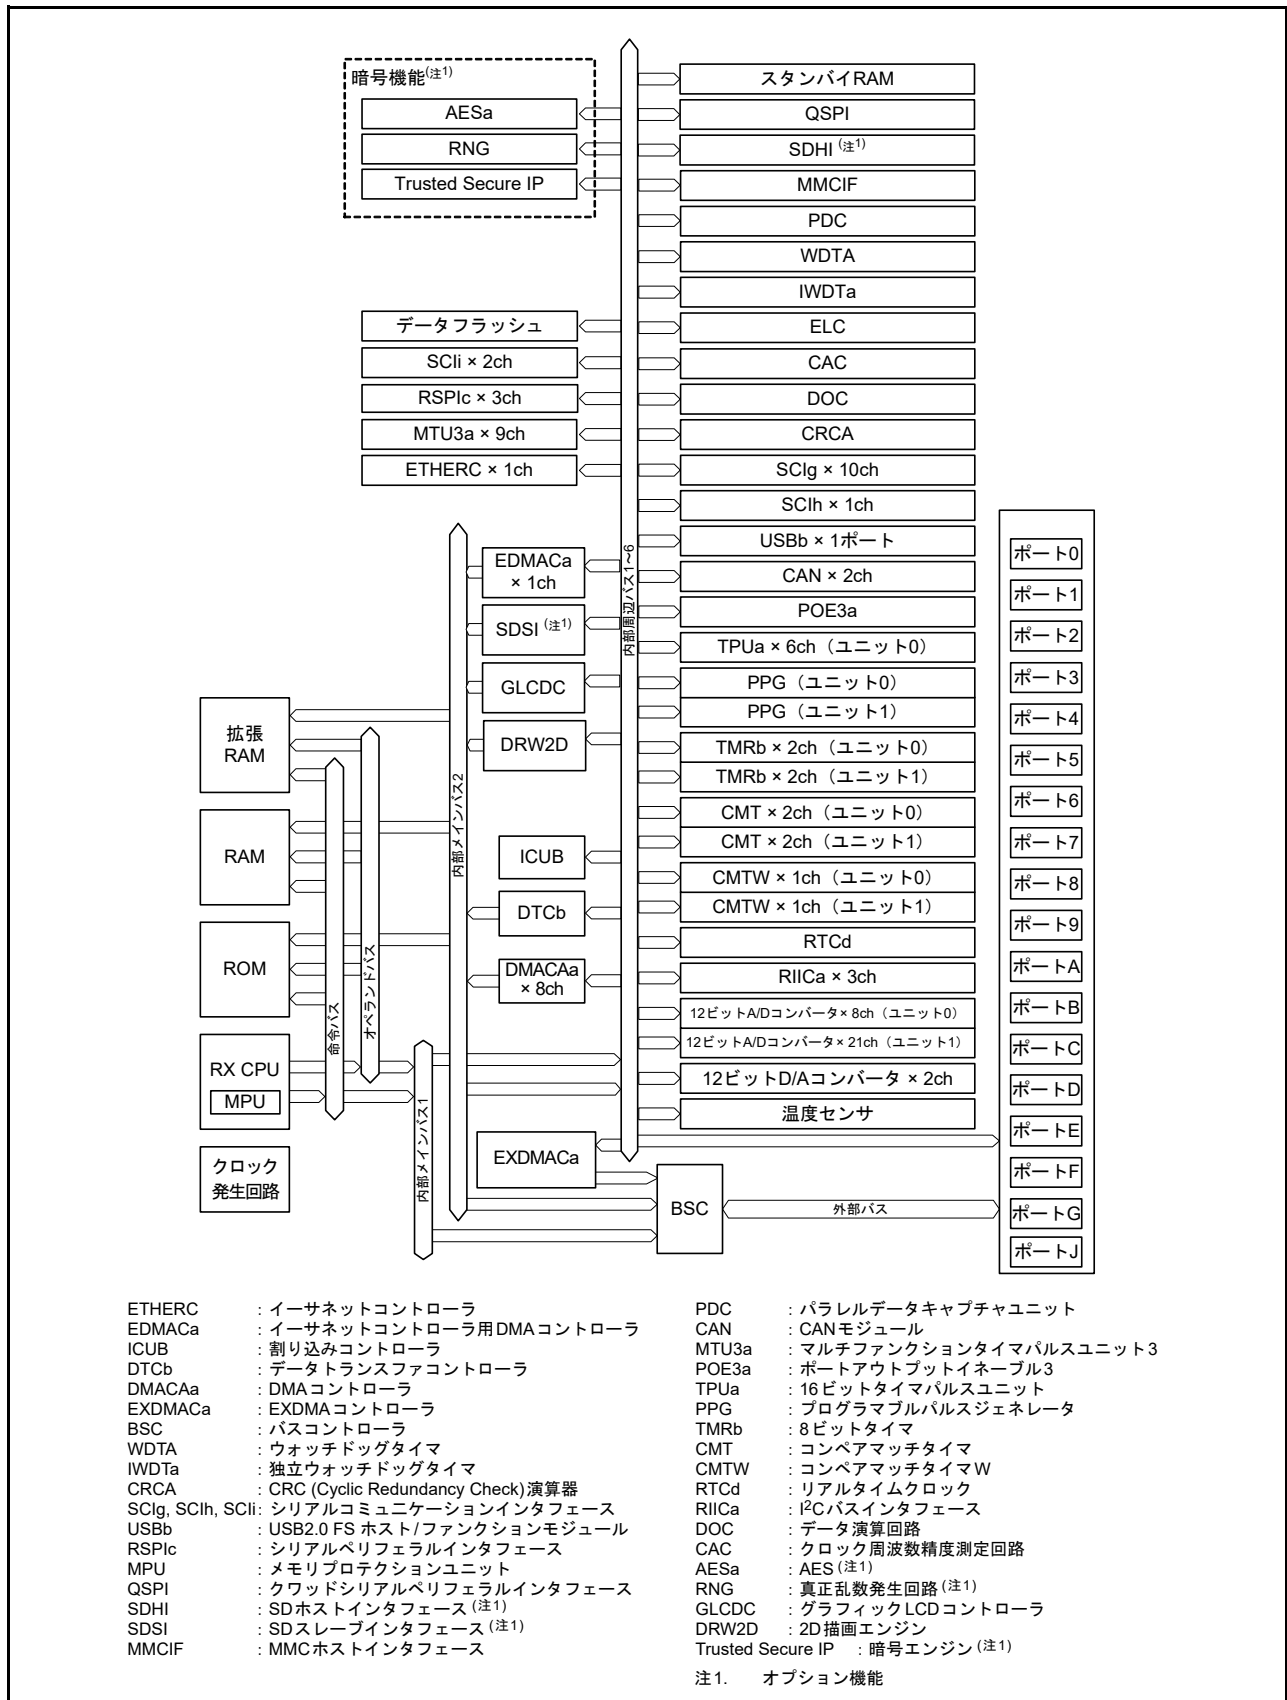 暗号機能(注1)
AESa
RNG
Trusted Secure IP
データフラッシュ
SCIi × 2ch
RSPIc × 3ch
MTU3a × 9ch
ETHERC × 1ch
スタンバイRAM
QSPI
SDHI (注1)
MMCIF
PDC
WDTA
IWDTa
ELC
CAC
DOC
CRCA
SCIg × 10ch
SCIh × 1ch
USBb × 1ポート
CAN × 2ch
POE3a
TPUa × 6ch（ユニット0）
PPG（ユニット0）
PPG（ユニット1）
TMRb × 2ch（ユニット0）
TMRb × 2ch（ユニット1）
CMT × 2ch（ユニット0）
CMT × 2ch（ユニット1）
CMTW × 1ch（ユニット0）
CMTW × 1ch（ユニット1）
RTCd
RIICa × 3ch
12ビットA/Dコンバータ× 8ch（ユニット0）
12ビットA/Dコンバータ× 21ch（ユニット1）
12ビットD/Aコンバータ × 2ch
温度センサ
内部周辺バス1～6
EDMACa
× 1ch
SDSI (注1)
GLCDC
DRW2D
ICUB
DTCb
DMACAa
× 8ch
EXDMACa
BSC
外部バス
内部メインバス2
内部メインバス1
オペランドバス
命令バス
拡張
RAM
RAM
ROM
RX CPU
MPU
クロック
発生回路
ポート0
ポート1
ポート2
ポート3
ポート4
ポート5
ポート6
ポート7
ポート8
ポート9
ポートA
ポートB
ポートC
ポートD
ポートE
ポートF
ポートG
ポートJ
ETHERC : イーサネットコントローラ
EDMACa : イーサネットコントローラ用DMAコントローラ
ICUB : 割り込みコントローラ
DTCb : データトランスファコントローラ
DMACAa : DMAコントローラ
EXDMACa : EXDMAコントローラ
BSC : バスコントローラ
WDTA : ウォッチドッグタイマ
IWDTa : 独立ウォッチドッグタイマ
CRCA : CRC (Cyclic Redundancy Check)演算器
SCIg, SCIh, SCIi: シリアルコミュニケーションインタフェース
USBb : USB2.0 FS ホスト/ファンクションモジュール
RSPIc : シリアルペリフェラルインタフェース
MPU : メモリプロテクションユニット
QSPI : クワッドシリアルペリフェラルインタフェース
SDHI : SDホストインタフェース(注1)
SDSI : SDスレーブインタフェース(注1)
MMCIF : MMCホストインタフェース
PDC : パラレルデータキャプチャユニット
CAN : CANモジュール
MTU3a : マルチファンクションタイマパルスユニット3
POE3a : ポートアウトプットイネーブル3
TPUa : 16ビットタイマパルスユニット
PPG : プログラマブルパルスジェネレータ
TMRb : 8ビットタイマ
CMT : コンペアマッチタイマ
CMTW : コンペアマッチタイマW
RTCd : リアルタイムクロック
RIICa : I2Cバスインタフェース
DOC : データ演算回路
CAC : クロック周波数精度測定回路
AESa : AES(注1)
RNG : 真正乱数発生回路(注1)
GLCDC : グラフィックLCDコントローラ
DRW2D : 2D描画エンジン
Trusted Secure IP : 暗号エンジン(注1)
注1. オプション機能